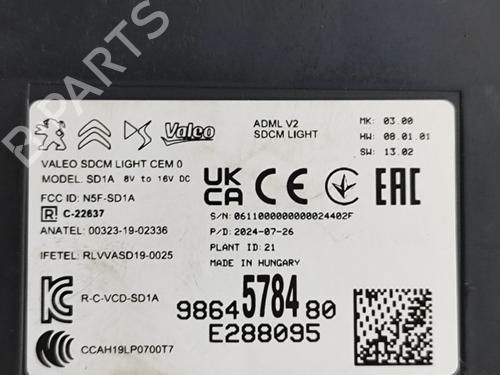 B PARTS
Valeo
ADML V2
SDCM LIGHT
MK: 03.00
HW: 08.01.01
SW: 13.02
VALEO SDCM LIGHT CEM 0
MODEL: SD1A 8V to 16V DC
FCC ID: N5F-SD1A
R C-22637
ANATEL: 00323-19-02336
IFETEL: RLVVASD19-0025
UK CA CE EAC
S/N: 0611000000000024402F
P/D: 2024-07-26
PLANT ID: 21
MADE IN HUNGARY
R-C-VCD-SD1A
9864578480
E288095
CCAH19LP0700T7